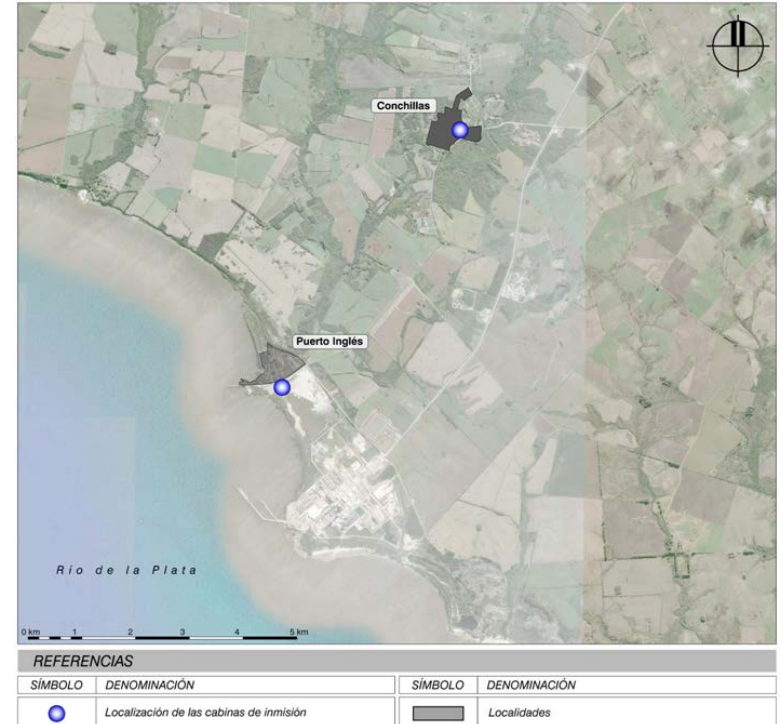 Conchillas
Puerto Inglés
Río de la Plata
0 km 1 2 3 4 5 km
REFERENCIAS
SÍMBOLO DENOMINACIÓN SÍMBOLO DENOMINACIÓN
Localización de las cabinas de inmisión Localidades